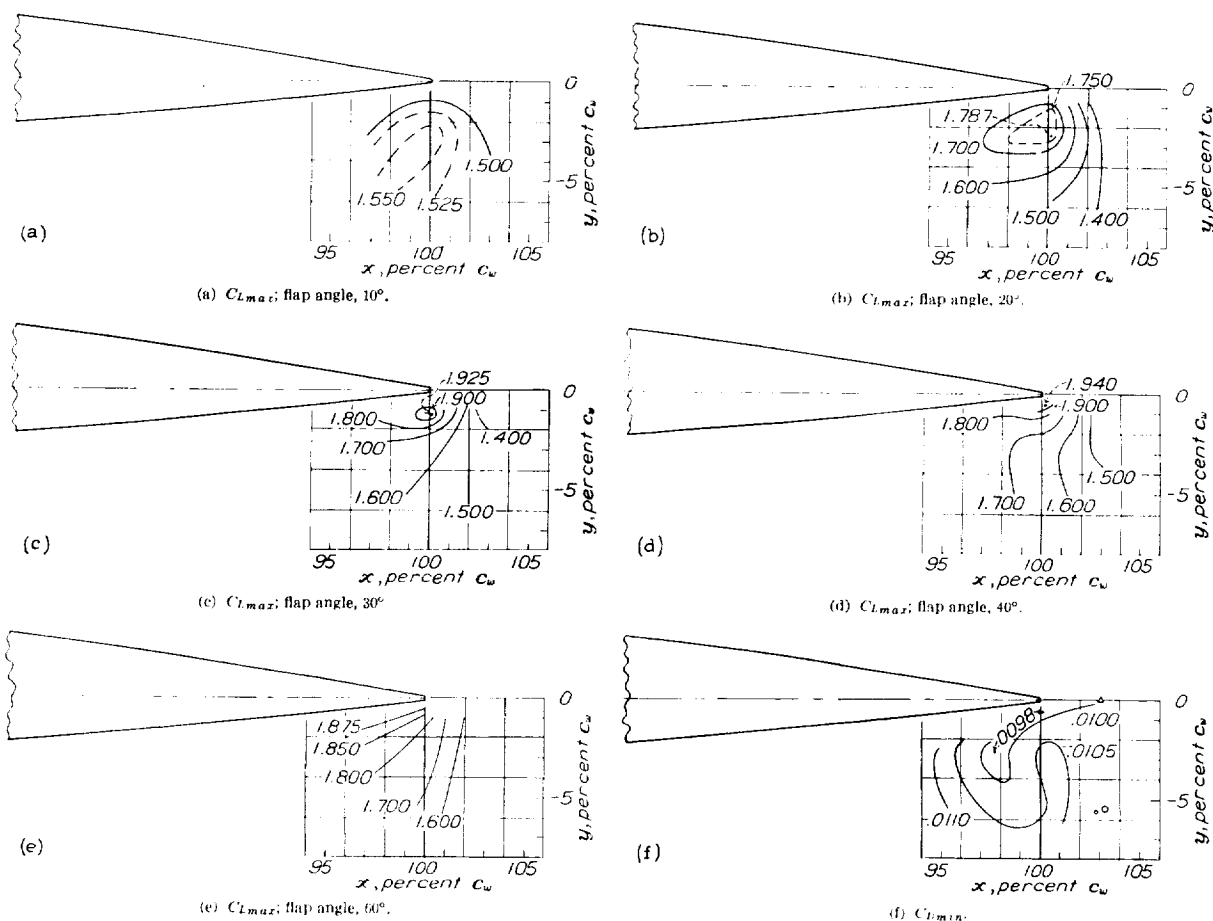 0
1.500
-5
1.550
1.525
y, percent c_w
(a)
95
100
105
x, percent c_w
(a) C_Lmax; flap angle, 10°.
1.750
0
1.787
1.700
1.600
-5
1.500
1.400
y, percent c_w
(b)
95
100
105
x, percent c_w
(b) C_Lmax; flap angle, 20°.
1.925
0
1.900
1.800
1.700
1.400
-5
1.600
1.500
y, percent c_w
(c)
95
100
105
x, percent c_w
(c) C_Lmax; flap angle, 30°
1.940
0
1.900
1.800
1.500
-5
1.700
1.600
y, percent c_w
(d)
95
100
105
x, percent c_w
(d) C_Lmax; flap angle, 40°.
0
1.875
1.850
1.800
-5
1.700
1.600
y, percent c_w
(e)
95
100
105
x, percent c_w
(e) C_Lmax; flap angle, 60°.
0
.0098
.0100
.0105
-5
.0110
y, percent c_w
(f)
95
100
105
x, percent c_w
(f)